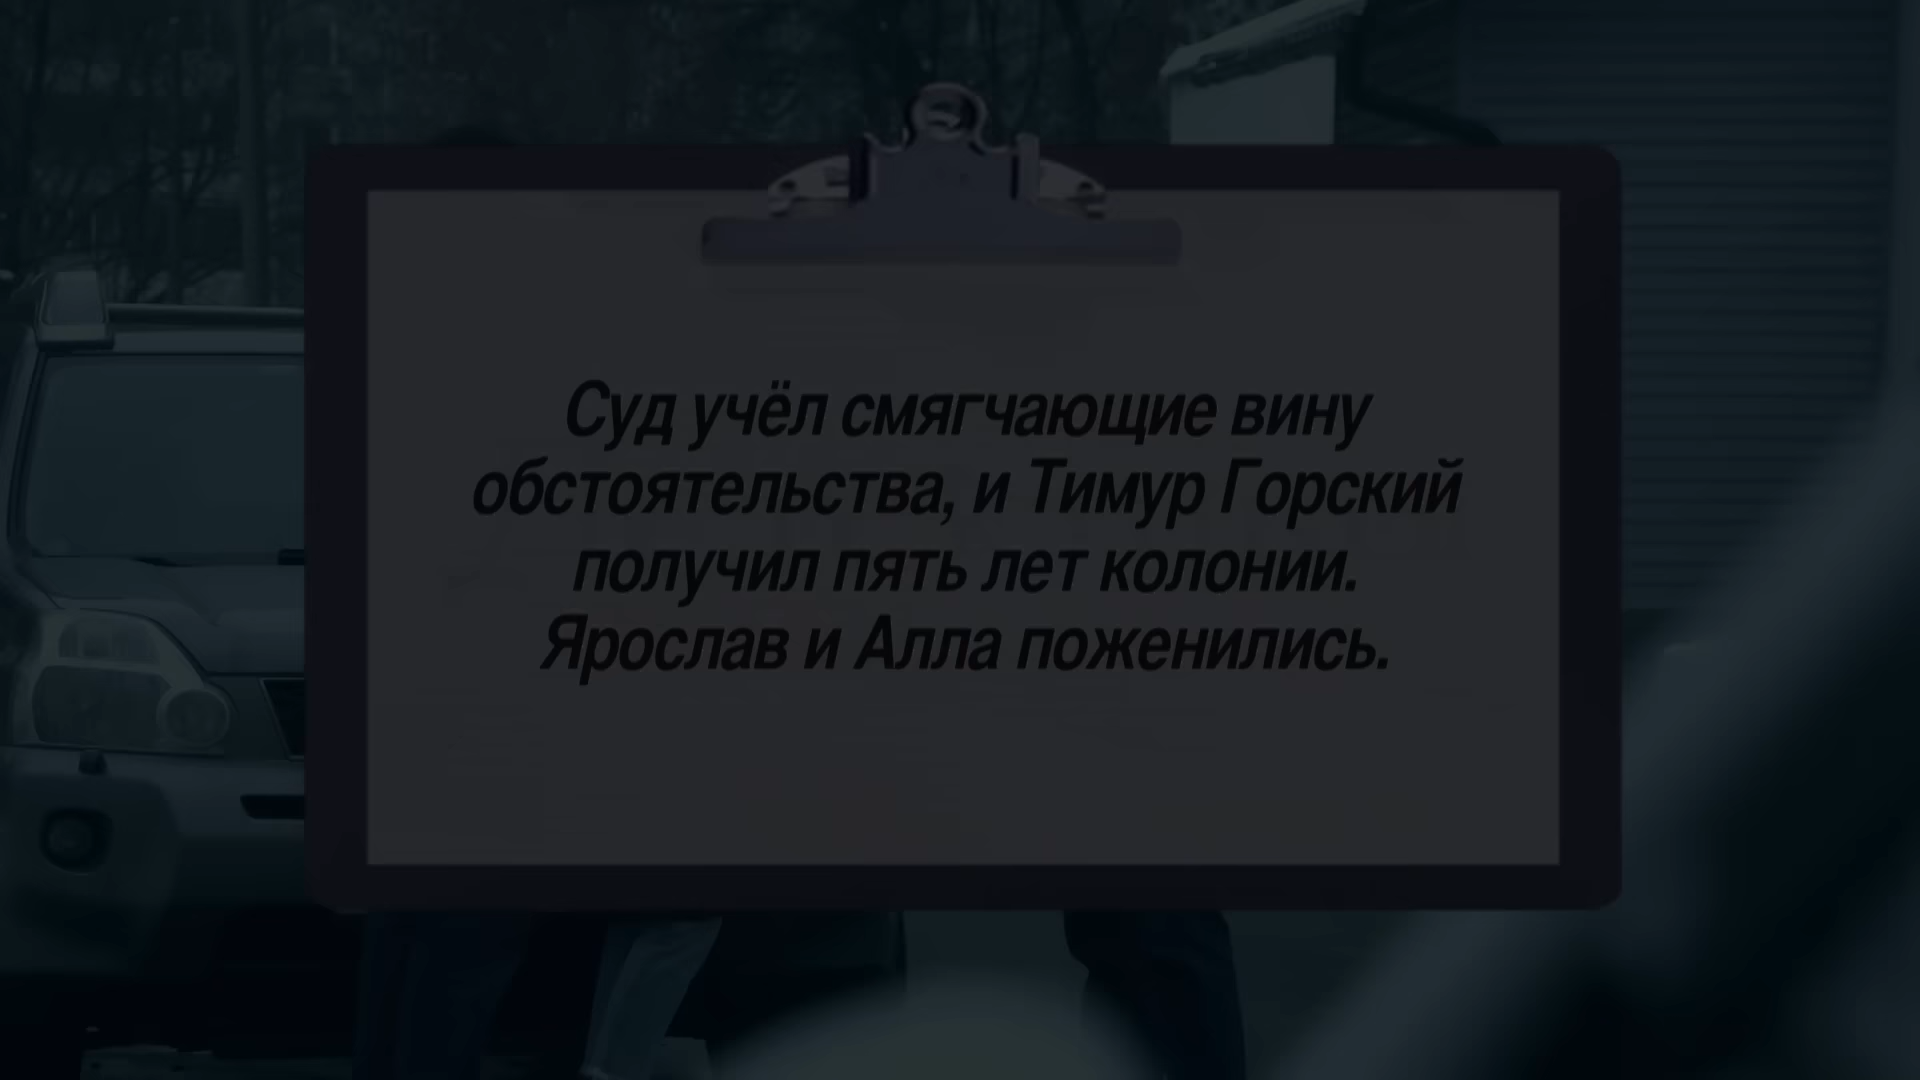 Суд учёл смягчающие вину
обстоятельства, и Тимур Горский
получил пять лет колонии.
Ярослав и Алла поженились.